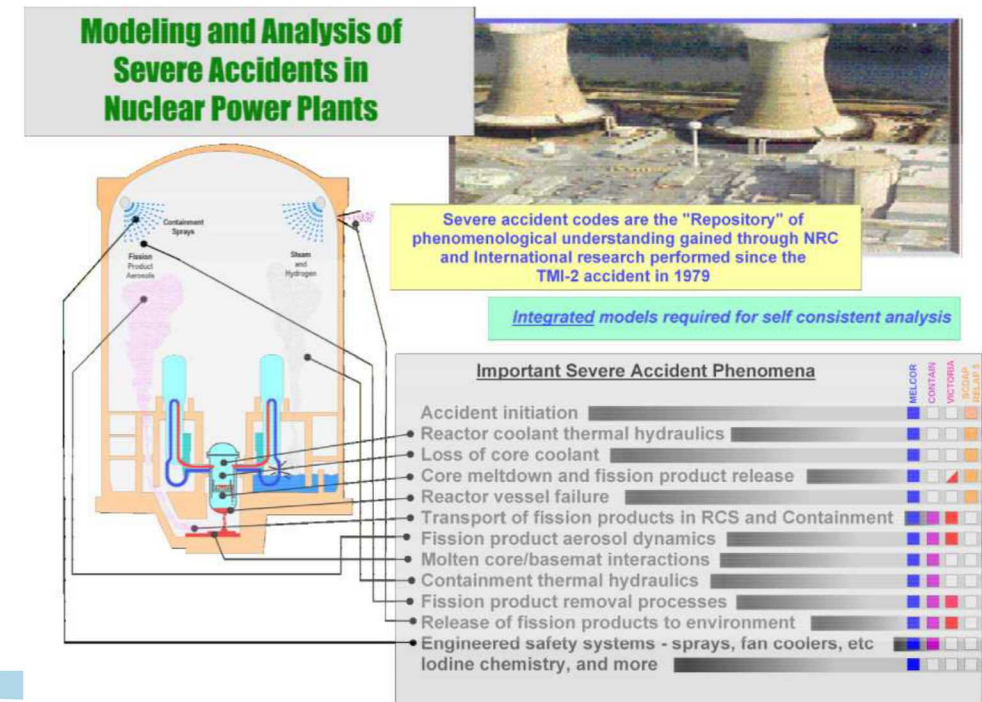 Modeling and Analysis of
Severe Accidents in
Nuclear Power Plants
Containment
Sprays
Fission
Product
Aerosols
Steam
and
Hydrogen
Severe accident codes are the "Repository" of
phenomenological understanding gained through NRC
and International research performed since the
TMI-2 accident in 1979
Integrated models required for self consistent analysis
Important Severe Accident Phenomena
MELCOR
CONTAIN
VICTORIA
SCDAP
RELAP 5
Accident initiation
Reactor coolant thermal hydraulics
Loss of core coolant
Core meltdown and fission product release
Reactor vessel failure
Transport of fission products in RCS and Containment
Fission product aerosol dynamics
Molten core/basemat interactions
Containment thermal hydraulics
Fission product removal processes
Release of fission products to environment
Engineered safety systems - sprays, fan coolers, etc
Iodine chemistry, and more